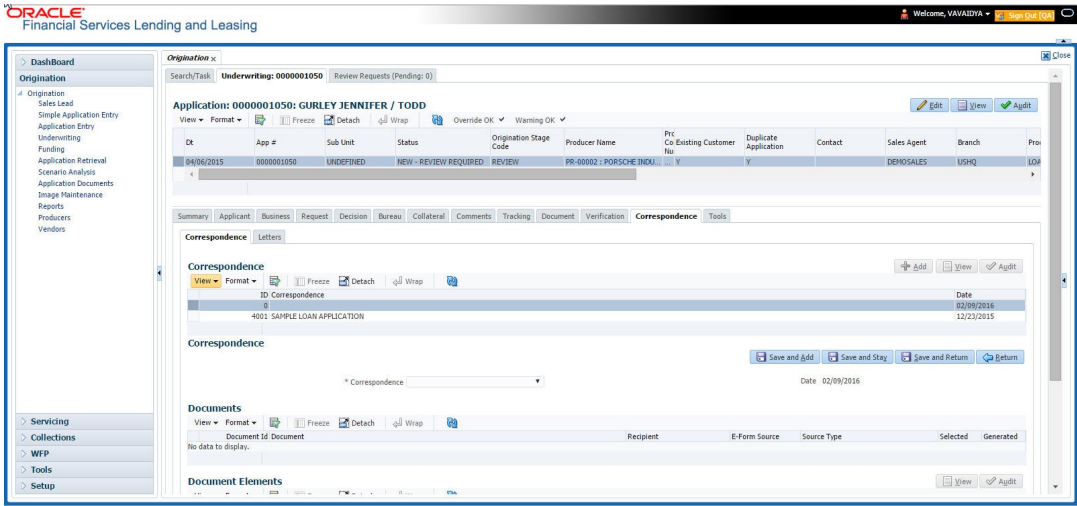 ORACLE
Financial Services Lending and Leasing
Welcome, VAVAIDYA
Sign Out [QA]
Close
DashBoard
Origination
Origination
Sales Lead
Simple Application Entry
Application Entry
Underwriting
Funding
Application Retrieval
Scenario Analysis
Application Documents
Image Maintenance
Reports
Producers
Vendors
Servicing
Collections
WFP
Tools
Setup
Origination x
Search/Task Underwriting: 0000001050 Review Requests (Pending: 0)
Application: 0000001050: GURLEY JENNIFER / TODD
Edit View Audit
View Format Freeze Detach Wrap Override OK Warning OK
Dt App # Sub Unit Status Origination Stage Code Producer Name Prc Co Nu Existing Customer Duplicate Application Contact Sales Agent Branch Proc
04/06/2015 0000001050 UNDEFINED NEW - REVIEW REQUIRED REVIEW PR-00002 : PORSCHE INDU... ... Y Y DEMOSALES USHQ LOA
Summary Applicant Business Request Decision Bureau Collateral Comments Tracking Document Verification Correspondence Tools
Correspondence Letters
Correspondence
Add View Audit
View Format Freeze Detach Wrap
ID Correspondence Date
0 02/09/2016
4001 SAMPLE LOAN APPLICATION 12/23/2015
Correspondence
Save and Add Save and Stay Save and Return Return
* Correspondence Date 02/09/2016
Documents
View Format Freeze Detach Wrap
Document Id Document Recipient E-Form Source Source Type Selected Generated
No data to display.
Document Elements
View Audit